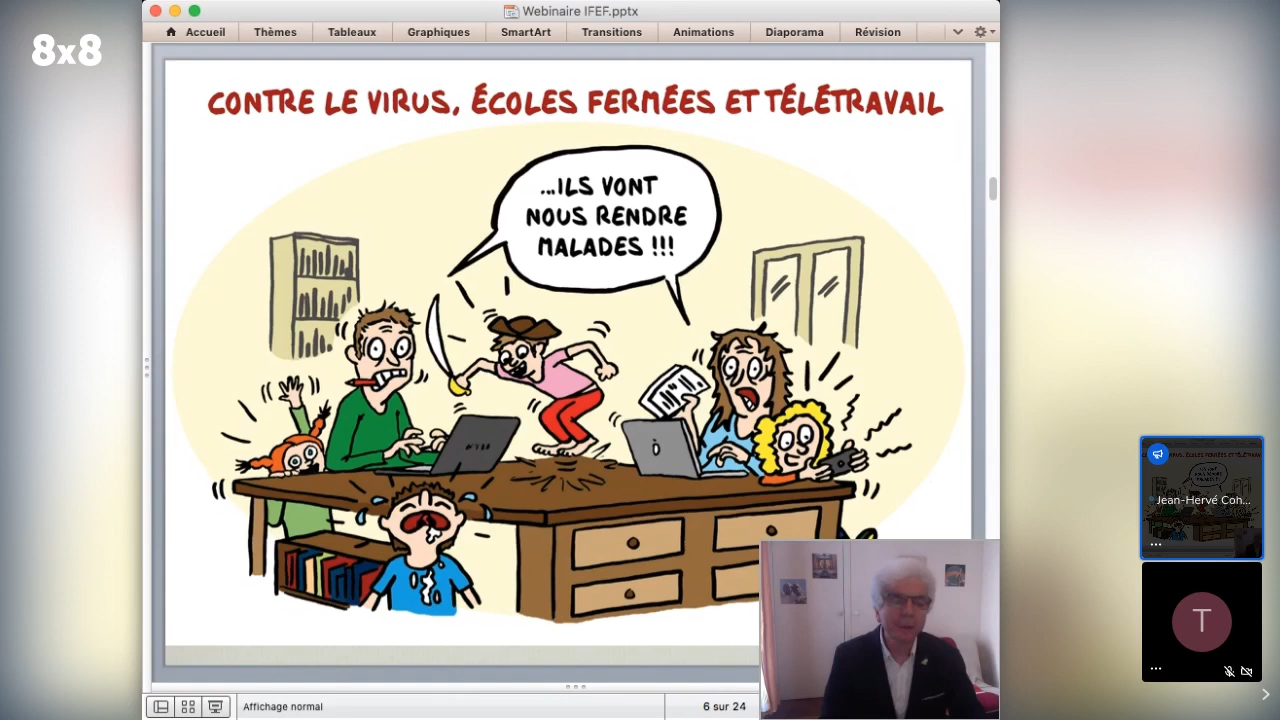 8x8
Webinaire IFEF.pptx
Accueil
Thèmes
Tableaux
Graphiques
SmartArt
Transitions
Animations
Diaporama
Révision
CONTRE LE VIRUS, ÉCOLES FERMÉES ET TÉLÉTRAVAIL
...ILS VONT
NOUS RENDRE
MALADES !!!
Jean-Hervé Coh...
T
Affichage normal
6 sur 24